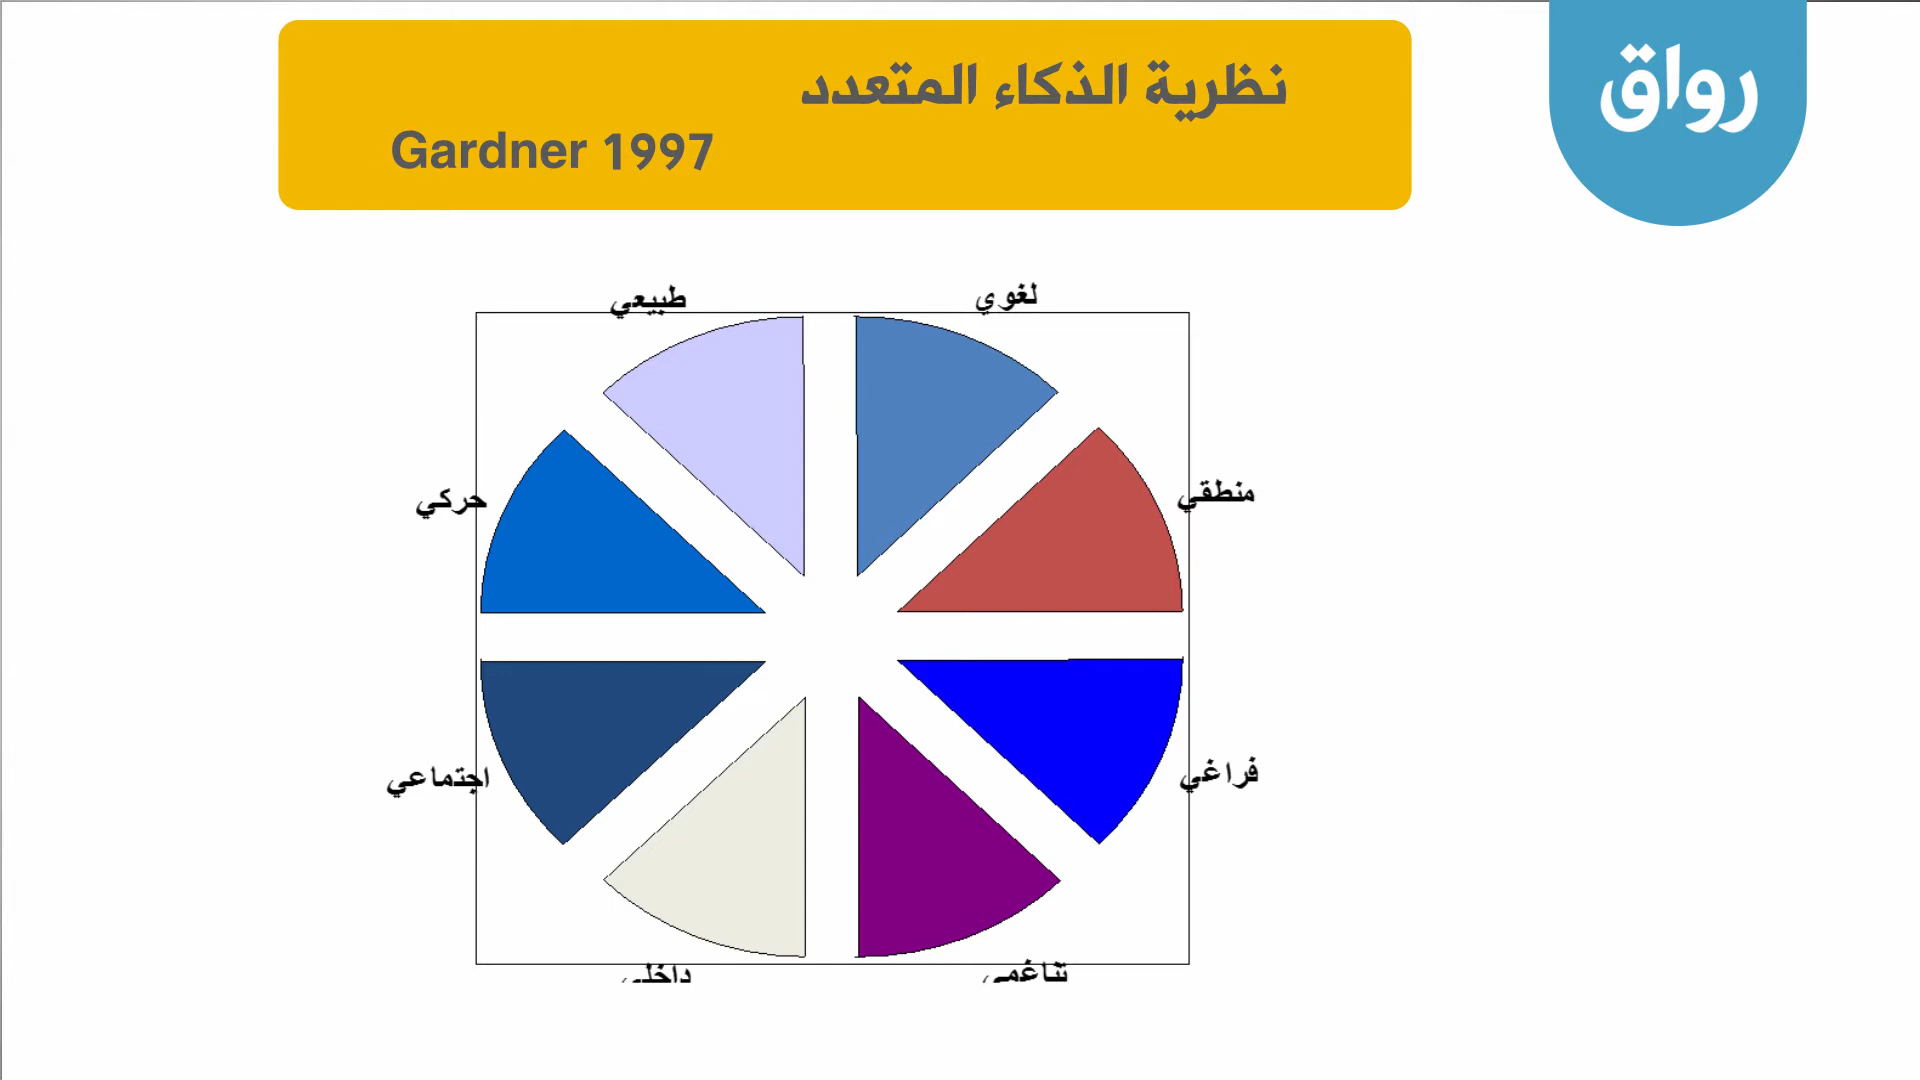 رواق
نظرية الذكاء المتعدد
Gardner 1997
لغوي
طبيعي
منطقي
حركي
فراغي
اجتماعي
تناغمي
داخلي